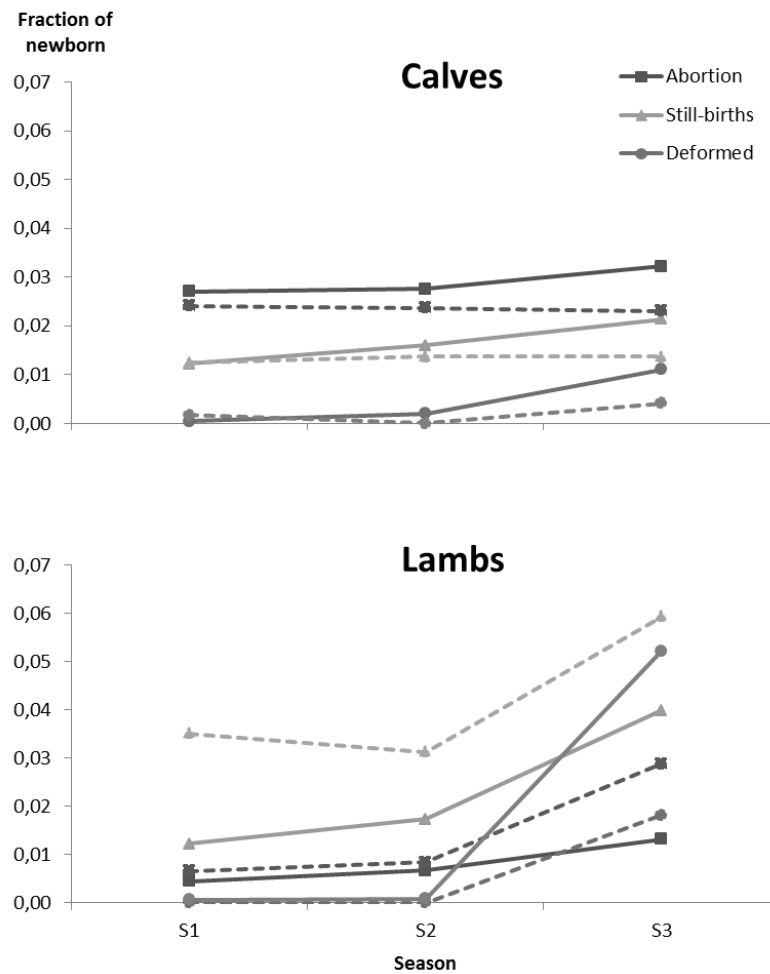 Fraction of
newborn
Calves
Abortion
Still-births
Deformed
0,07
0,06
0,05
0,04
0,03
0,02
0,01
0,00
Lambs
0,07
0,06
0,05
0,04
0,03
0,02
0,01
0,00
S1 S2 S3
Season